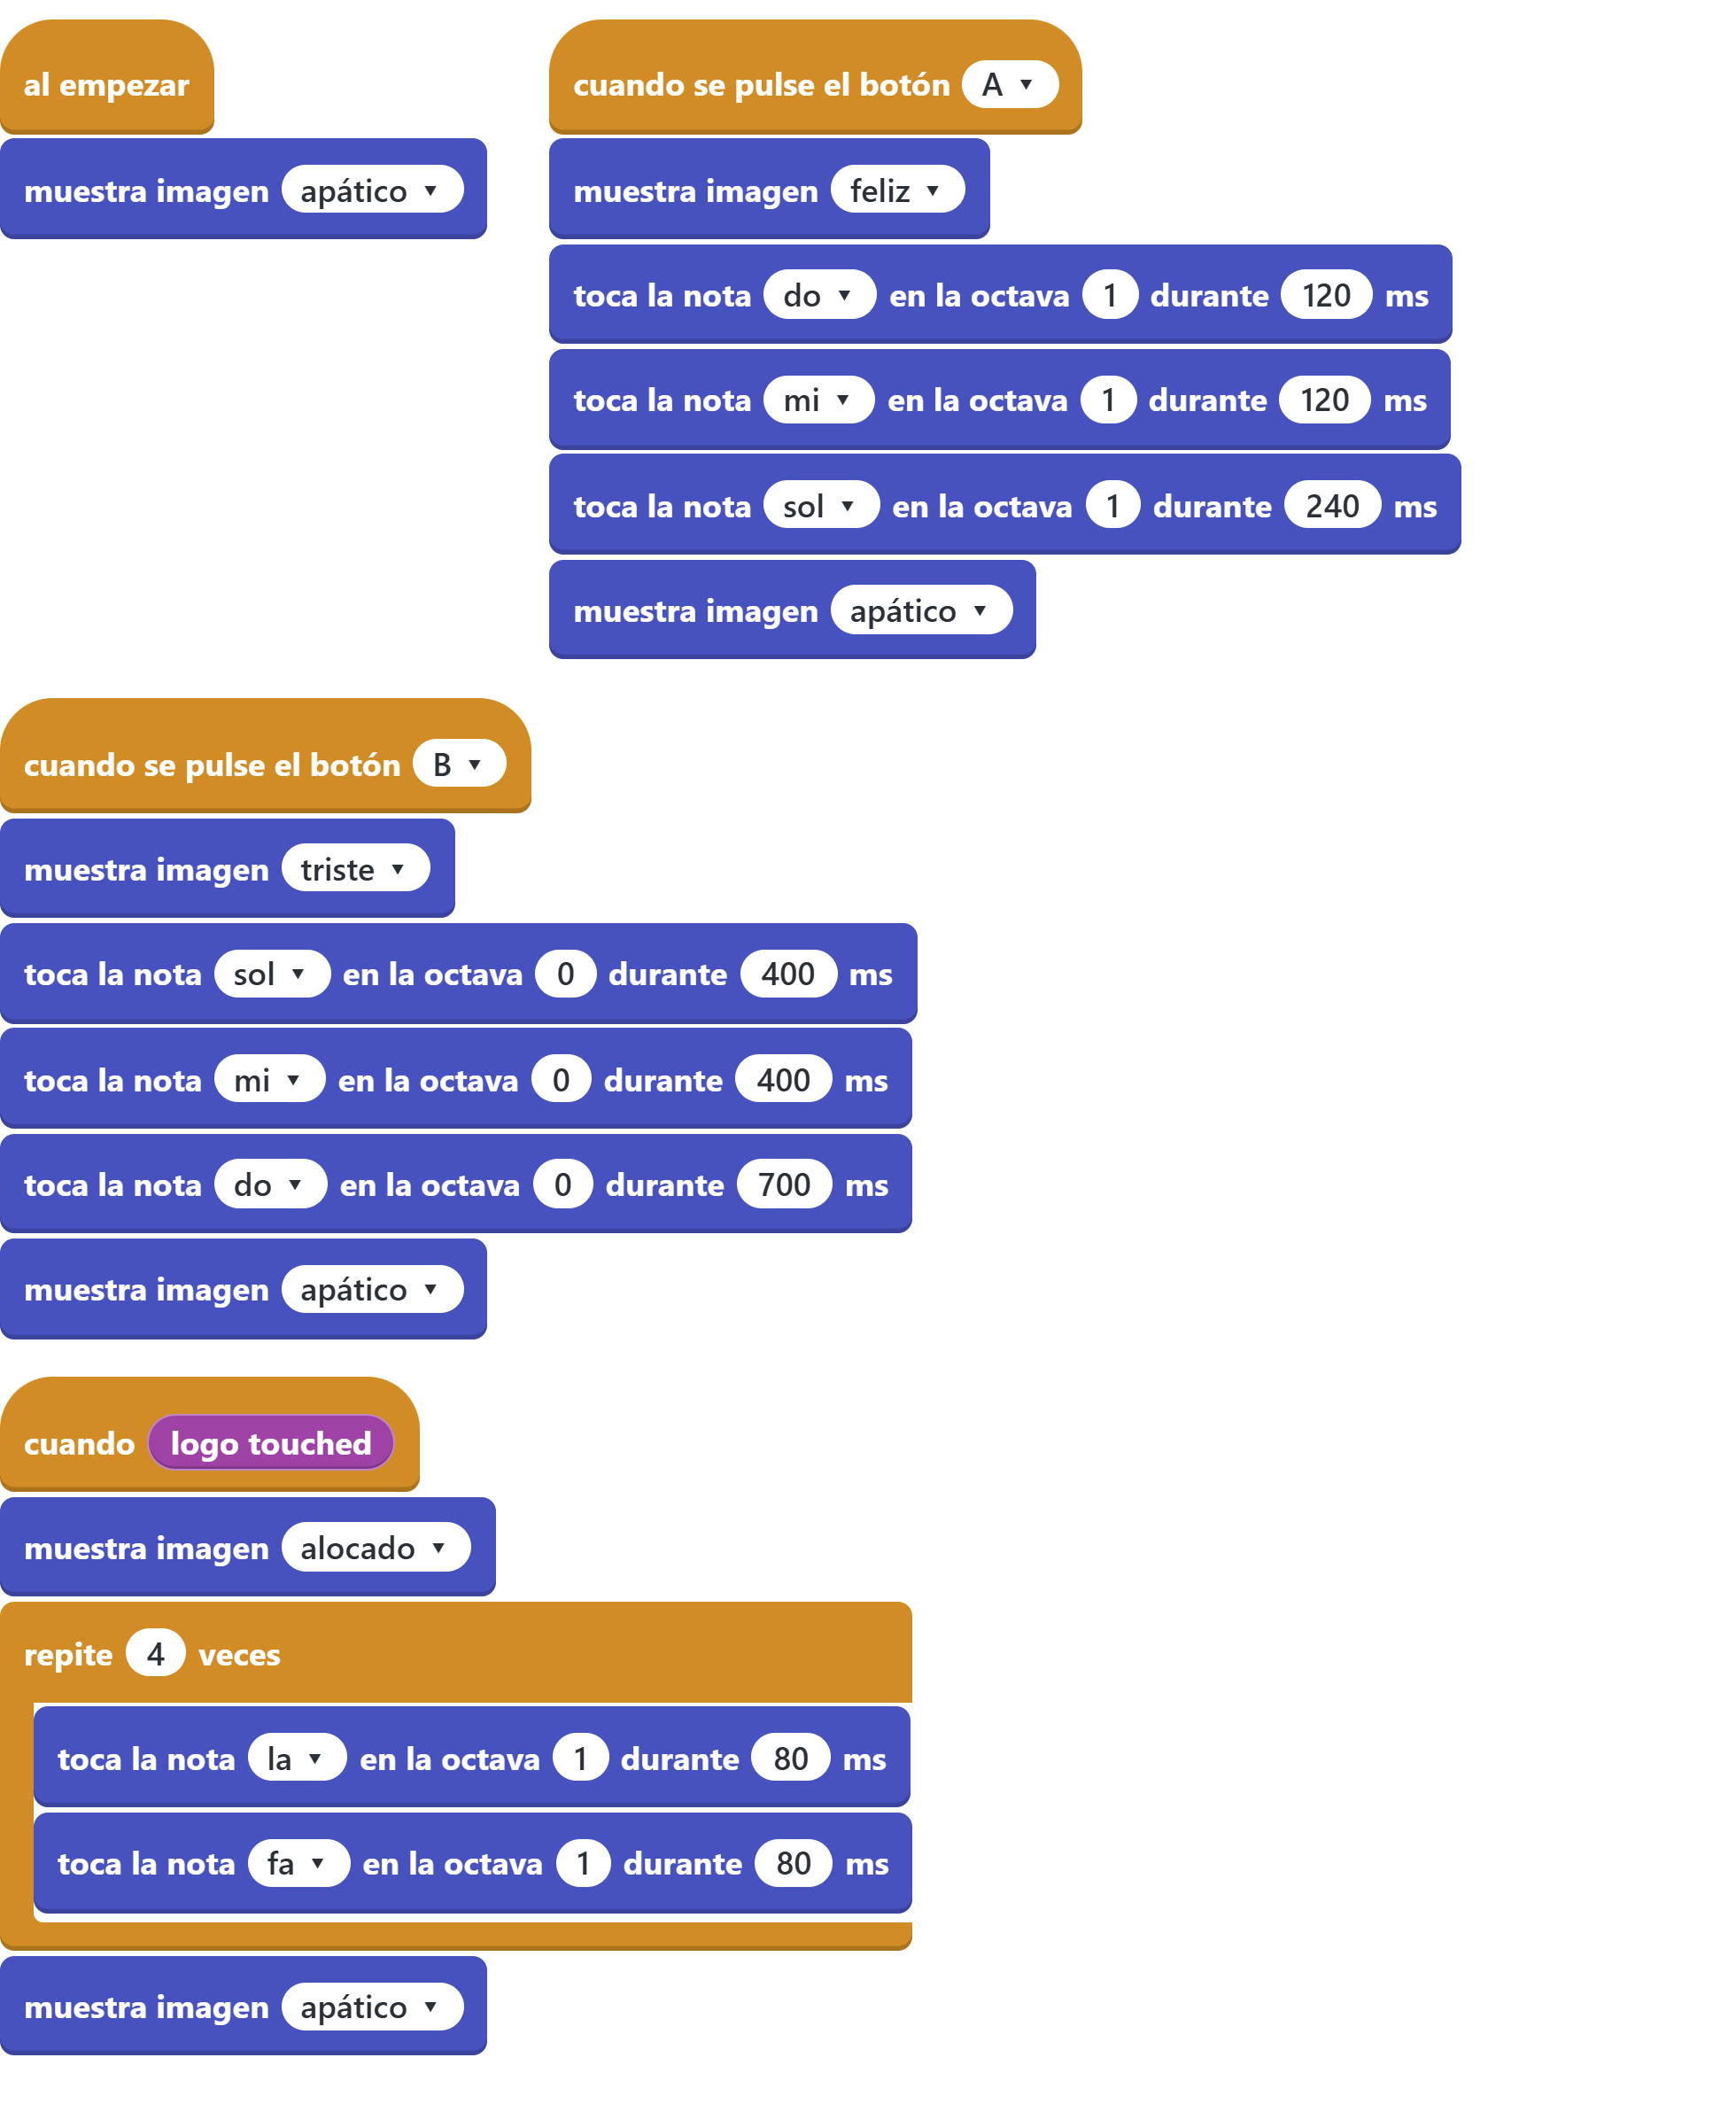 al empezar
muestra imagen apático
cuando se pulse el botón A
muestra imagen feliz
toca la nota do en la octava 1 durante 120 ms
toca la nota mi en la octava 1 durante 120 ms
toca la nota sol en la octava 1 durante 240 ms
muestra imagen apático
cuando se pulse el botón B
muestra imagen triste
toca la nota sol en la octava 0 durante 400 ms
toca la nota mi en la octava 0 durante 400 ms
toca la nota do en la octava 0 durante 700 ms
muestra imagen apático
cuando logo touched
muestra imagen alocado
repite 4 veces
toca la nota la en la octava 1 durante 80 ms
toca la nota fa en la octava 1 durante 80 ms
muestra imagen apático